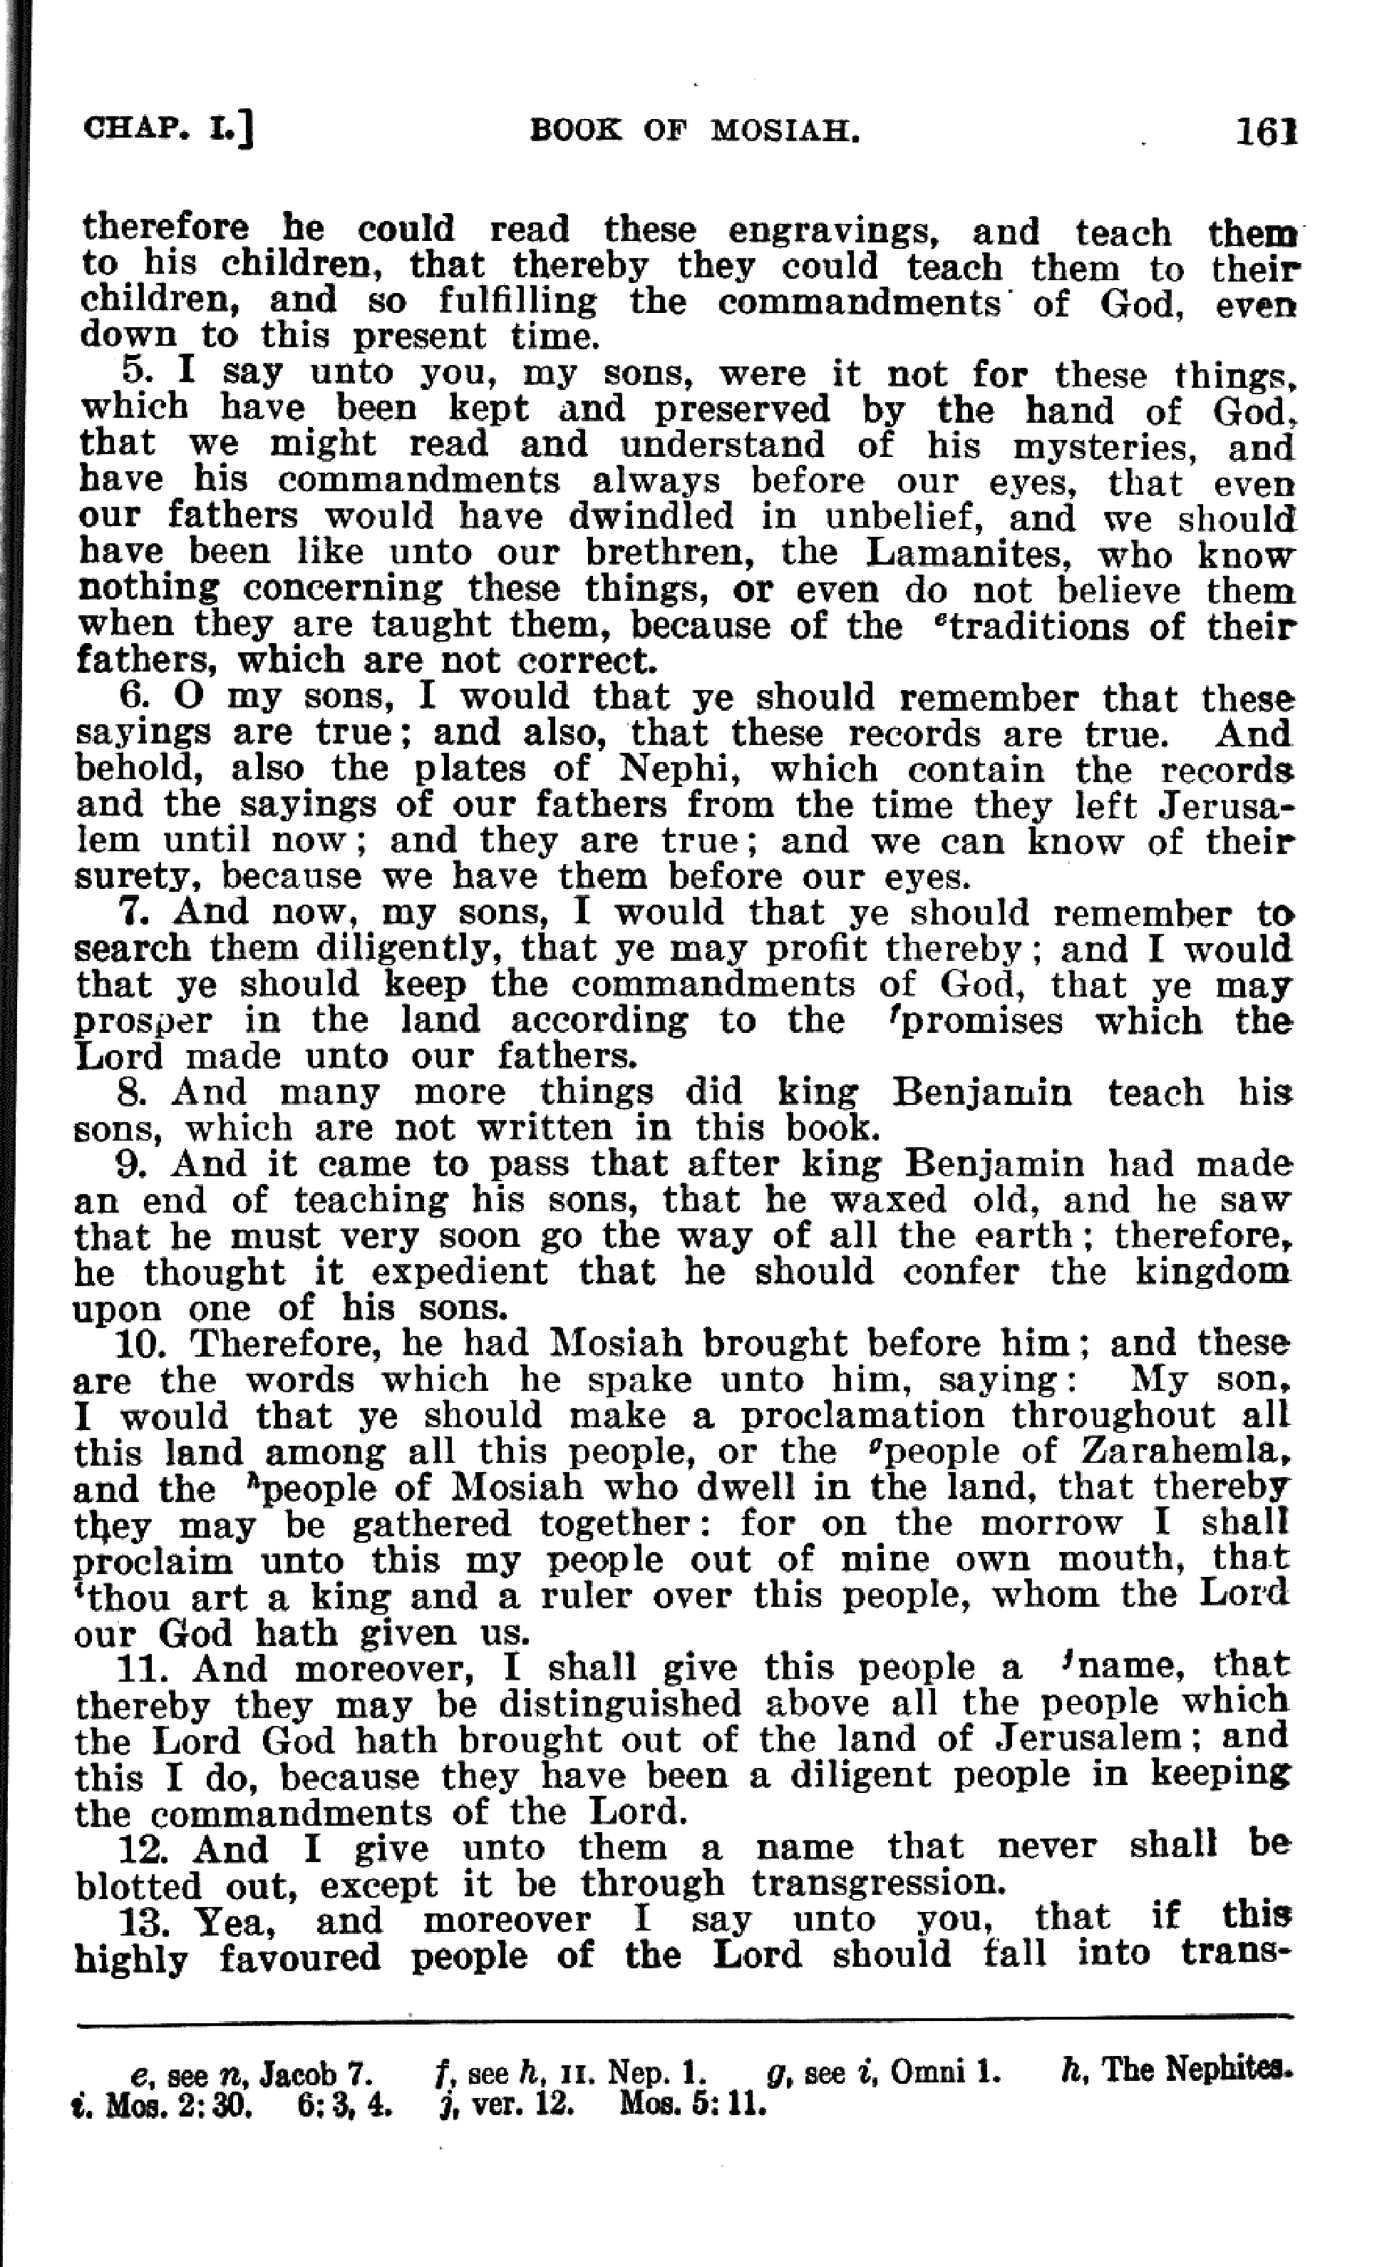 CHAP. I.] BOOK OF MOSIAH. 161
therefore he could read these engravings, and teach them
to his children, that thereby they could teach them to their
children, and so fulfilling the commandments of God, even
down to this present time.
5. I say unto you, my sons, were it not for these things,
which have been kept and preserved by the hand of God,
that we might read and understand of his mysteries, and
have his commandments always before our eyes, that even
our fathers would have dwindled in unbelief, and we should
have been like unto our brethren, the Lamanites, who know
nothing concerning these things, or even do not believe them
when they are taught them, because of the ᵉtraditions of their
fathers, which are not correct.
6. O my sons, I would that ye should remember that these
sayings are true; and also, that these records are true. And
behold, also the plates of Nephi, which contain the records
and the sayings of our fathers from the time they left Jerusa-
lem until now; and they are true; and we can know of their
surety, because we have them before our eyes.
7. And now, my sons, I would that ye should remember to
search them diligently, that ye may profit thereby; and I would
that ye should keep the commandments of God, that ye may
prosper in the land according to the ᶠpromises which the
Lord made unto our fathers.
8. And many more things did king Benjamin teach his
sons, which are not written in this book.
9. And it came to pass that after king Benjamin had made
an end of teaching his sons, that he waxed old, and he saw
that he must very soon go the way of all the earth; therefore,
he thought it expedient that he should confer the kingdom
upon one of his sons.
10. Therefore, he had Mosiah brought before him; and these
are the words which he spake unto him, saying: My son,
I would that ye should make a proclamation throughout all
this land among all this people, or the ᵍpeople of Zarahemla,
and the ʰpeople of Mosiah who dwell in the land, that thereby
they may be gathered together: for on the morrow I shall
proclaim unto this my people out of mine own mouth, that
ⁱthou art a king and a ruler over this people, whom the Lord
our God hath given us.
11. And moreover, I shall give this people a ʲname, that
thereby they may be distinguished above all the people which
the Lord God hath brought out of the land of Jerusalem; and
this I do, because they have been a diligent people in keeping
the commandments of the Lord.
12. And I give unto them a name that never shall be
blotted out, except it be through transgression.
13. Yea, and moreover I say unto you, that if this
highly favoured people of the Lord should fall into trans-
e, see n, Jacob 7. f, see h, II. Nep. 1. g, see i, Omni 1. h, The Nephites.
i. Mos. 2: 30. 6: 3, 4. j, ver. 12. Mos. 5: 11.